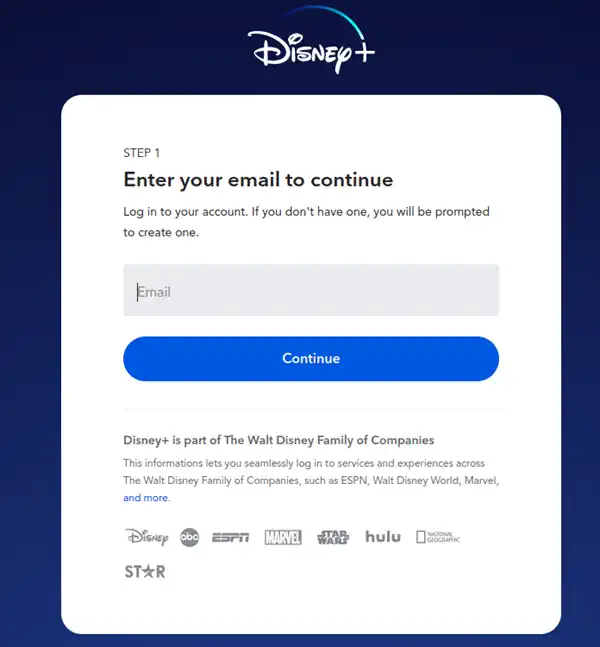 Disney+
STEP 1
Enter your email to continue
Log in to your account. If you don't have one, you will be prompted
to create one.
Email
Continue
Disney+ is part of The Walt Disney Family of Companies
This informations lets you seamlessly log in to services and experiences across
The Walt Disney Family of Companies, such as ESPN, Walt Disney World, Marvel,
and more.
Disney abc ESPN MARVEL STAR WARS hulu NATIONAL GEOGRAPHIC
STAR